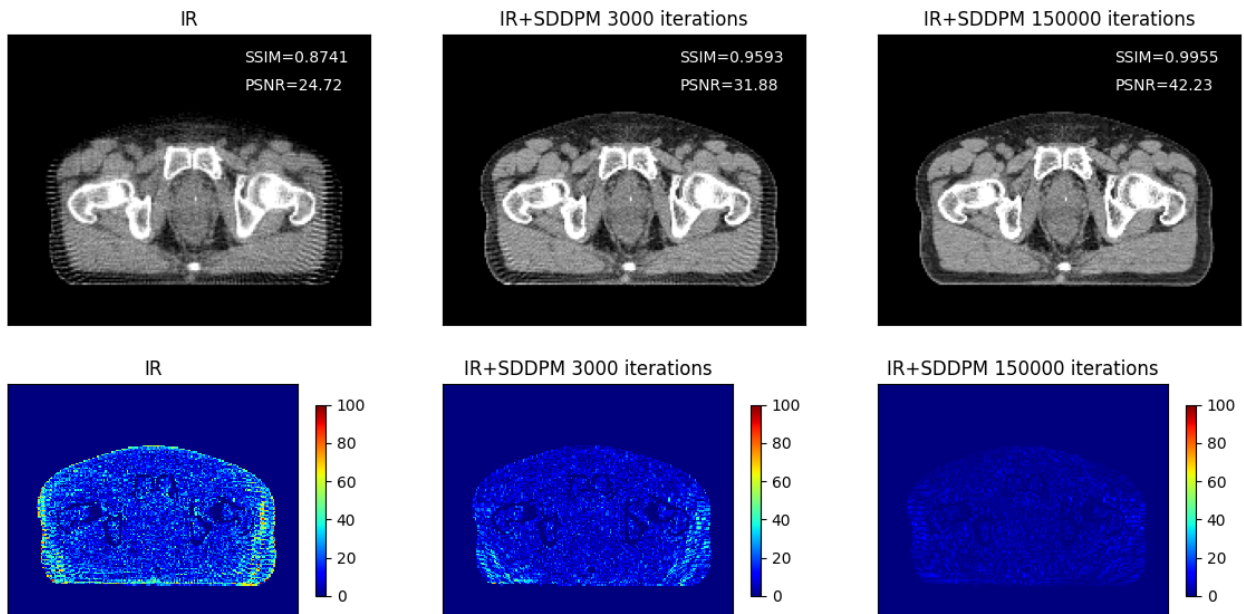 IR
IR+SDDPM 3000 iterations
IR+SDDPM 150000 iterations
SSIM=0.8741
PSNR=24.72
SSIM=0.9593
PSNR=31.88
SSIM=0.9955
PSNR=42.23
IR
IR+SDDPM 3000 iterations
IR+SDDPM 150000 iterations
100
80
60
40
20
0
100
80
60
40
20
0
100
80
60
40
20
0